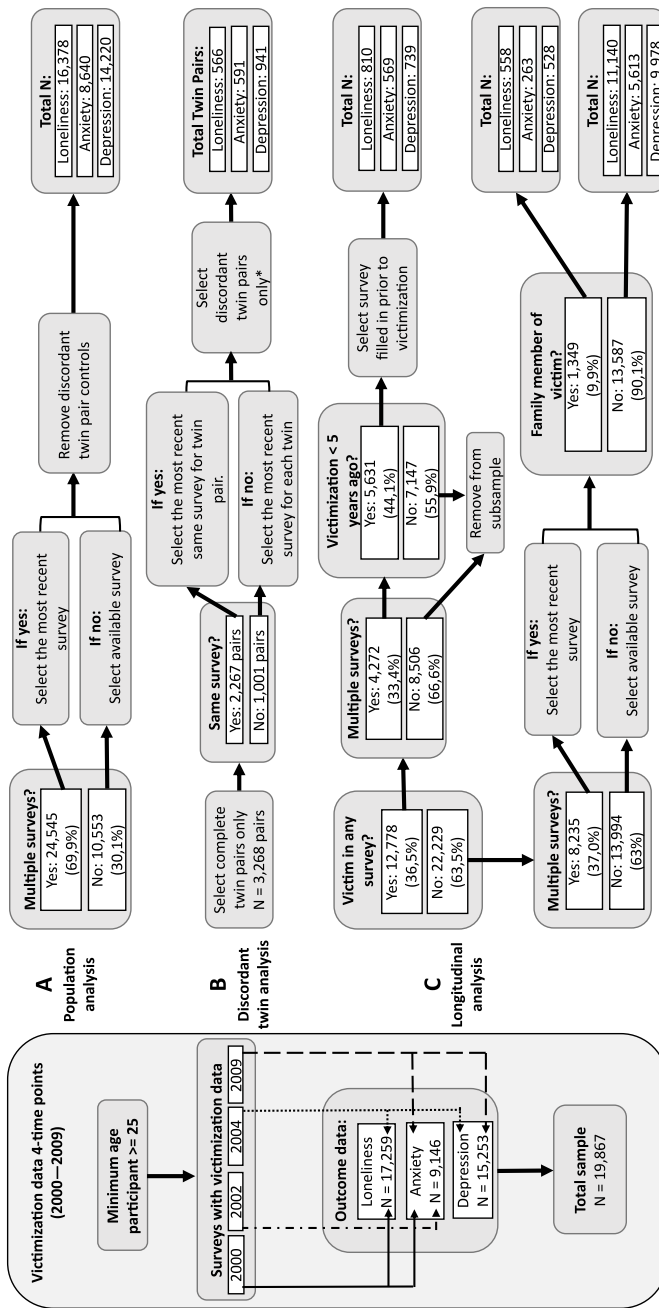 Victimization data 4-time points
(2000—2009)
Minimum age
participant >= 25
Surveys with victimization data
2000
2002
2004
2009
Outcome data:
Loneliness
N = 17,259
Anxiety
N = 9,146
Depression
N = 15,253
Total sample
N = 19,867
A
Population
analysis
Multiple surveys?
Yes: 24,545
(69,9%)
No: 10,553
(30,1%)
If yes:
Select the most recent
survey
If no:
Select available survey
Remove discordant
twin pair controls
Total N:
Loneliness: 16,378
Anxiety: 8,640
Depression: 14,220
B
Discordant
twin analysis
Select complete
twin pairs only
N = 3,268 pairs
Same survey?
Yes: 2,267 pairs
No: 1,001 pairs
If yes:
Select the most recent
same survey for twin
pair.
If no:
Select the most recent
survey for each twin
Select
discordant
twin pairs
only*
Total Twin Pairs:
Loneliness: 566
Anxiety: 591
Depression: 941
C
Longitudinal
analysis
Victim in any
survey?
Yes: 12,778
(36,5%)
No: 22,229
(63,5%)
Multiple surveys?
Yes: 4,272
(33,4%)
No: 8,506
(66,6%)
Victimization < 5
years ago?
Yes: 5,631
(44,1%)
No: 7,147
(55,9%)
Remove from
subsample
Select survey
filled in prior to
victimization
Total N:
Loneliness: 810
Anxiety: 569
Depression: 739
Multiple surveys?
Yes: 8,235
(37,0%)
No: 13,994
(63%)
If yes:
Select the most recent
survey
If no:
Select available survey
Family member of
victim?
Yes: 1,349
(9,9%)
No: 13,587
(90,1%)
Total N:
Loneliness: 558
Anxiety: 263
Depression: 528
Total N:
Loneliness: 11,140
Anxiety: 5,613
Depression: 9,978